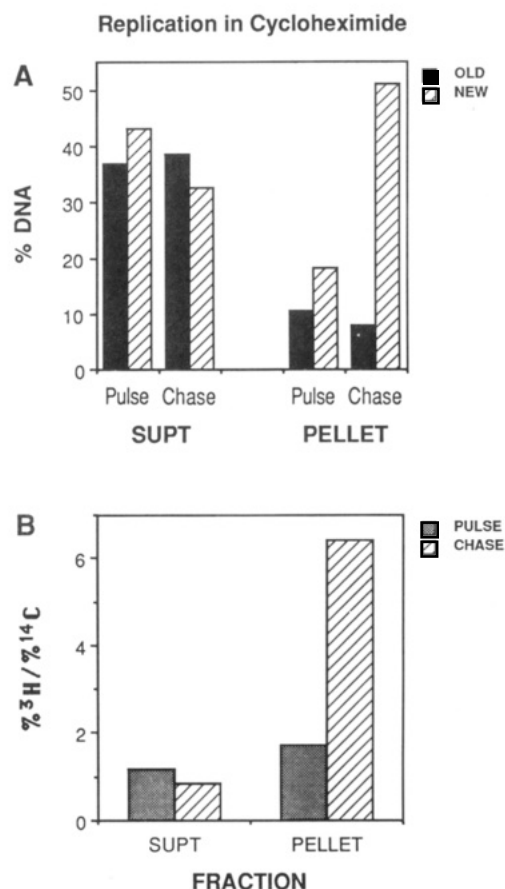 Replication in Cycloheximide
A
OLD
NEW
50
40
30
20
10
0
% DNA
Pulse Chase Pulse Chase
SUPT PELLET
B
PULSE
CHASE
6
4
2
0
%³H/%¹⁴C
SUPT PELLET
FRACTION